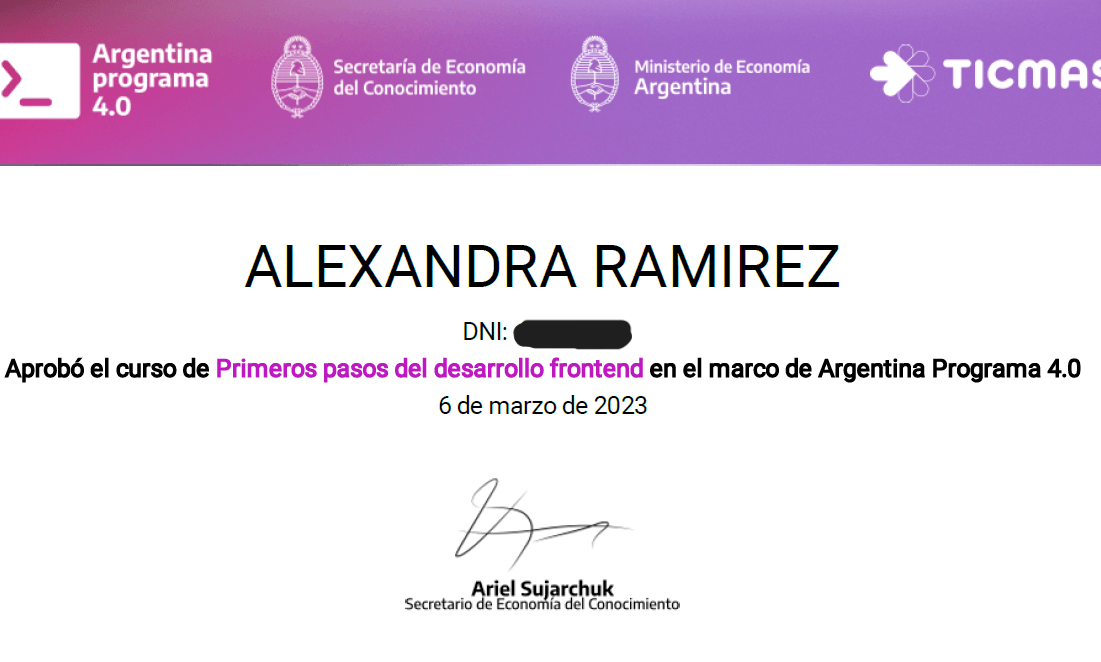 Argentina
programa
4.0
Secretaría de Economía
del Conocimiento
Ministerio de Economía
Argentina
TICMAS
ALEXANDRA RAMIREZ
DNI:
Aprobó el curso de Primeros pasos del desarrollo frontend en el marco de Argentina Programa 4.0
6 de marzo de 2023
Ariel Sujarchuk
Secretario de Economía del Conocimiento